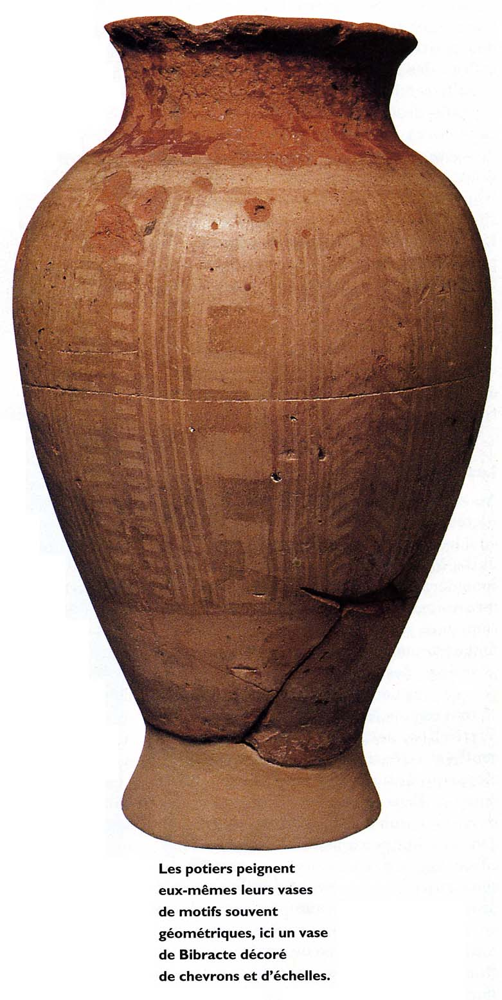 Les potiers peignent
eux-mêmes leurs vases
de motifs souvent
géométriques, ici un vase
de Bibracte décoré
de chevrons et d'échelles.